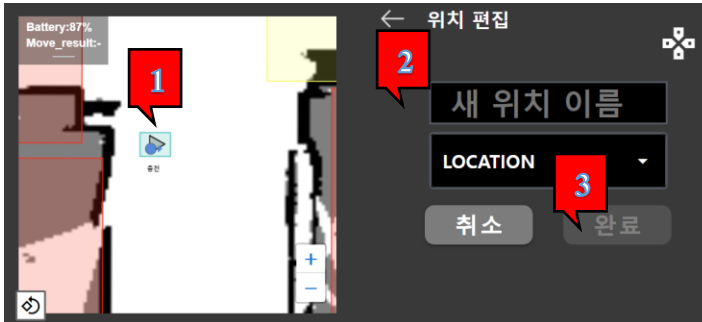 Battery:87%
Move_result:-
1
충전
+
−
위치 편집
2
새 위치 이름
LOCATION
3
취소
완료